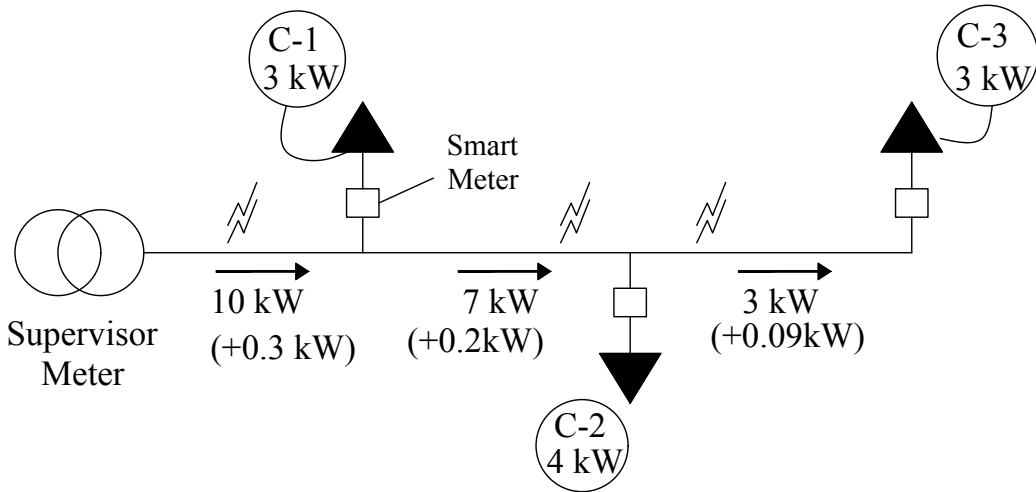 C-1
3 kW
C-3
3 kW
Smart
Meter
10 kW
(+0.3 kW)
7 kW
(+0.2kW)
3 kW
(+0.09kW)
Supervisor
Meter
C-2
4 kW